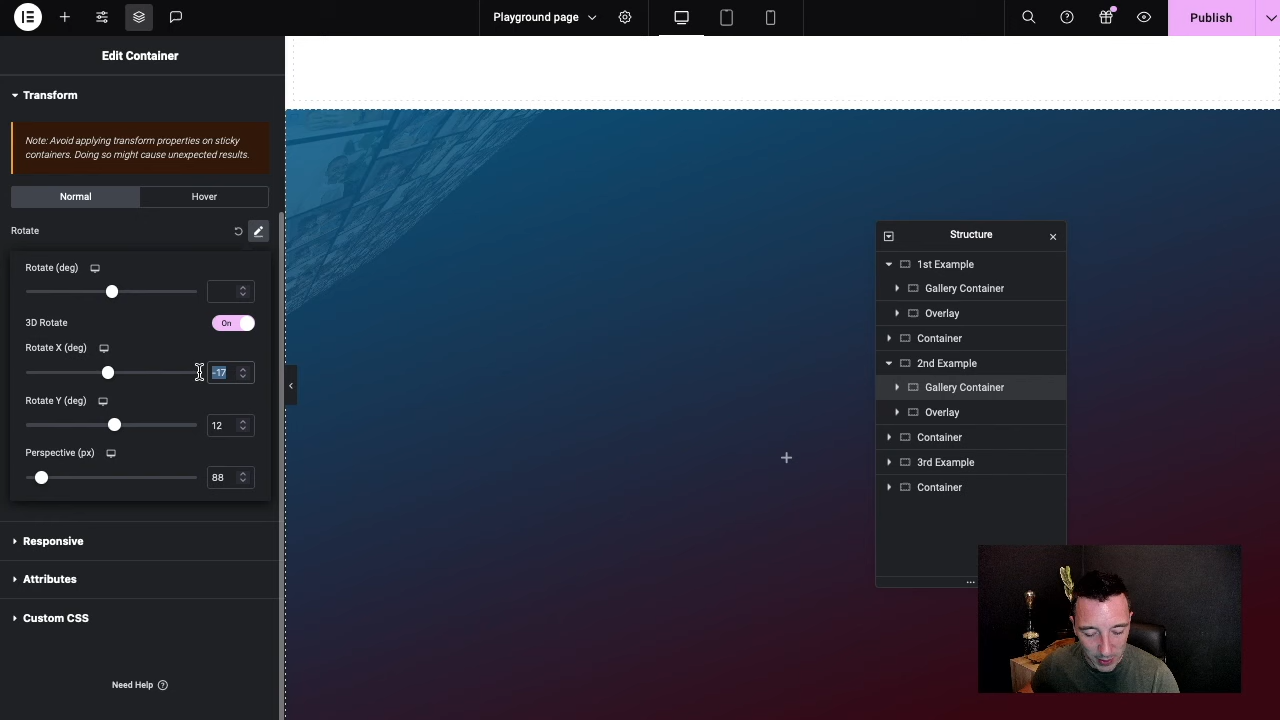 Playground page
Publish
Edit Container
Transform
Note: Avoid applying transform properties on sticky
containers. Doing so might cause unexpected results.
Normal
Hover
Rotate
Rotate (deg)
3D Rotate
On
Rotate X (deg)
-17
Rotate Y (deg)
12
Perspective (px)
88
Responsive
Attributes
Custom CSS
Need Help
Structure
1st Example
Gallery Container
Overlay
Container
2nd Example
Gallery Container
Overlay
Container
3rd Example
Container